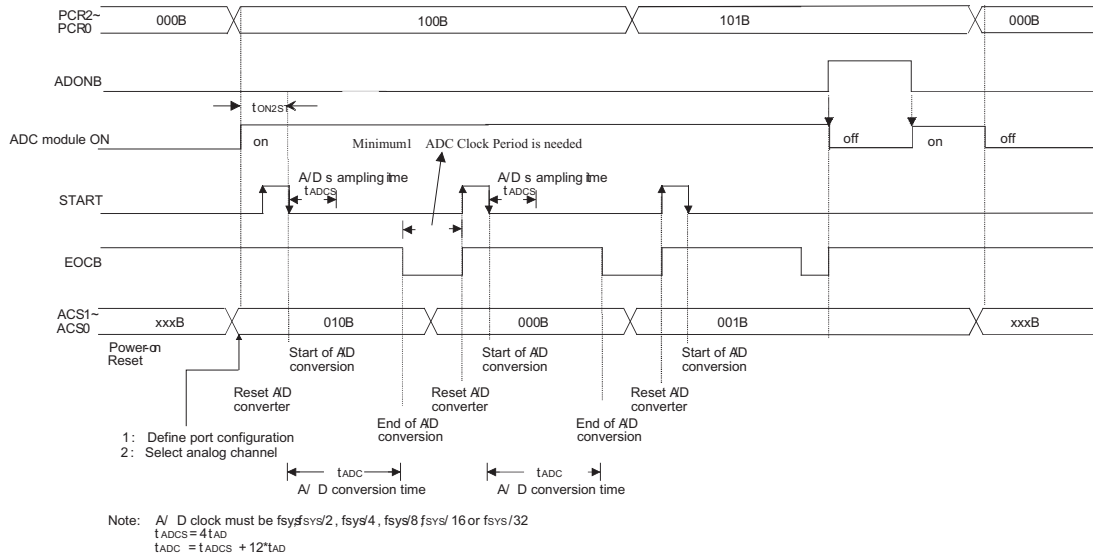 PCR2~
PCR0
000B
100B
101B
000B
ADONB
tON2ST
ADC module ON
on
off
on
off
Minimum1 ADC Clock Period is needed
A/D s ampling time
tADCS
A/D s ampling time
tADCS
START
EOCB
ACS1~
ACS0
xxxB
010B
000B
001B
xxxB
Power-on
Reset
Start of A/D
conversion
Start of A/D
conversion
Start of A/D
conversion
Reset A/D
converter
Reset A/D
converter
Reset A/D
converter
End of A/D
conversion
End of A/D
conversion
1: Define port configuration
2: Select analog channel
tADC
A/ D conversion time
tADC
A/ D conversion time
Note: A/ D clock must be fsys, fSYS/2, fsys/4, fsys/8, fSYS/ 16 or fSYS/32
tADCS = 4tAD
tADC = tADCS + 12*tAD